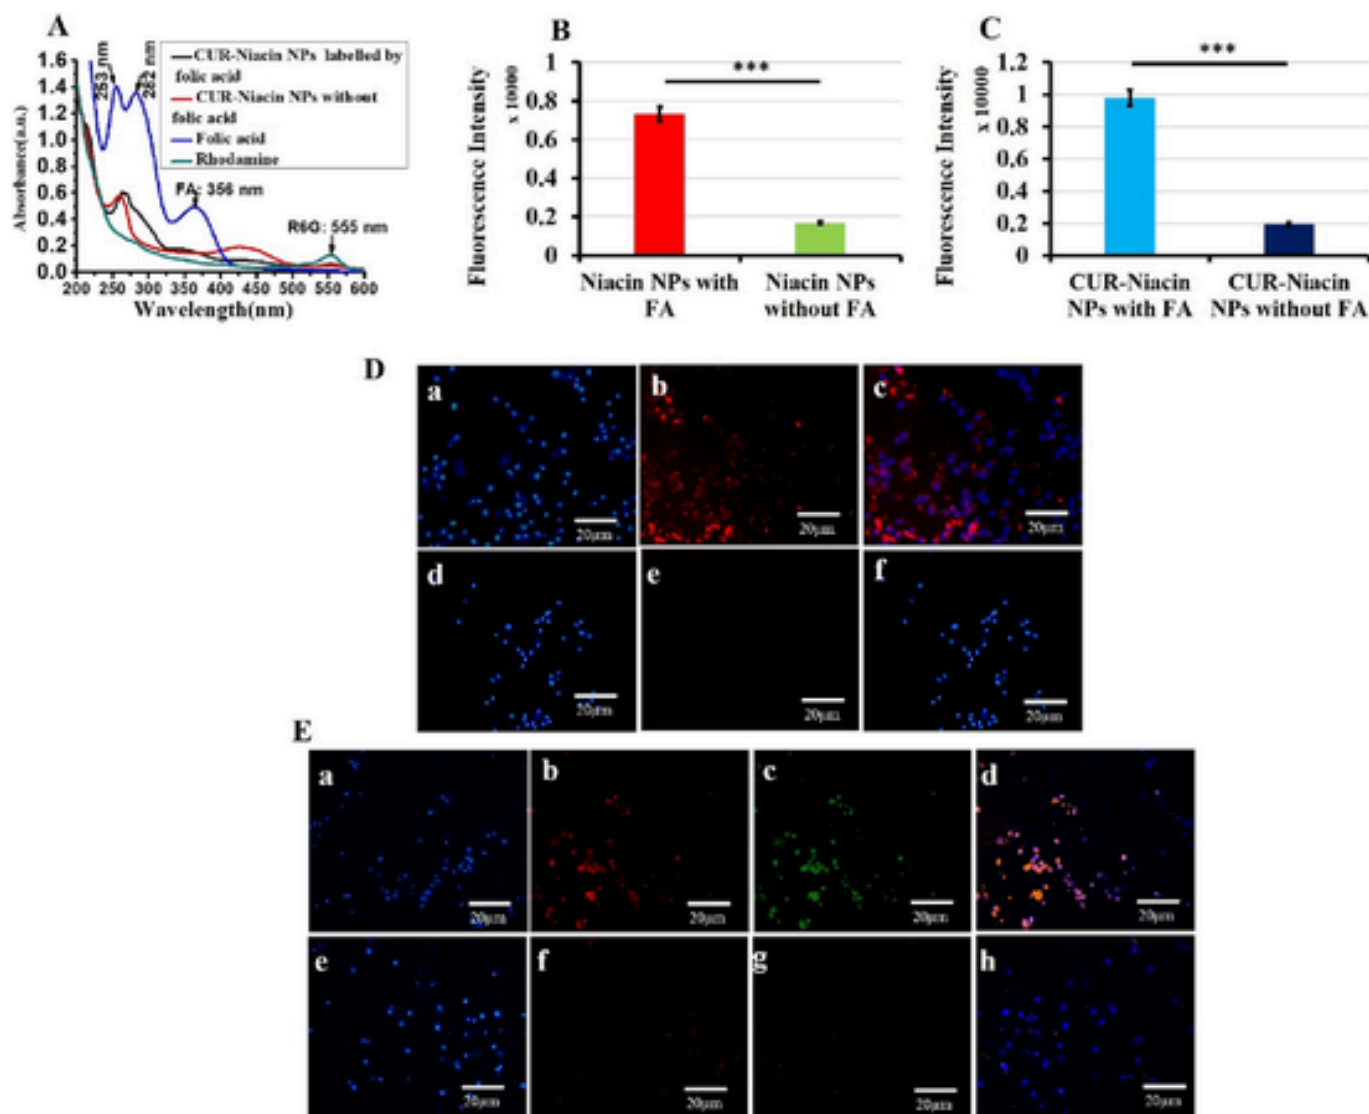 A
253 nm
282 nm
CUR-Niacin NPs labelled by
folic acid
CUR-Niacin NPs without
folic acid
Folic acid
Rhodamine
FA: 356 nm
R6G: 555 nm
1.6
1.4
1.2
1.0
0.8
0.6
0.4
0.2
0.0
200 250 300 350 400 450 500 550 600
Absorbance(a.u.)
Wavelength(nm)
B
***
Fluorescence Intensity
x 10000
1
0.8
0.6
0.4
0.2
0
Niacin NPs with
FA
Niacin NPs
without FA
C
***
Fluorescence Intensity
x 10000
1.2
1
0.8
0.6
0.4
0.2
0
CUR-Niacin
NPs with FA
CUR-Niacin
NPs without FA
D
a
20µm
b
20µm
c
20µm
d
20µm
e
20µm
f
20µm
E
a
20µm
b
20µm
c
20µm
d
20µm
e
20µm
f
20µm
g
20µm
h
20µm